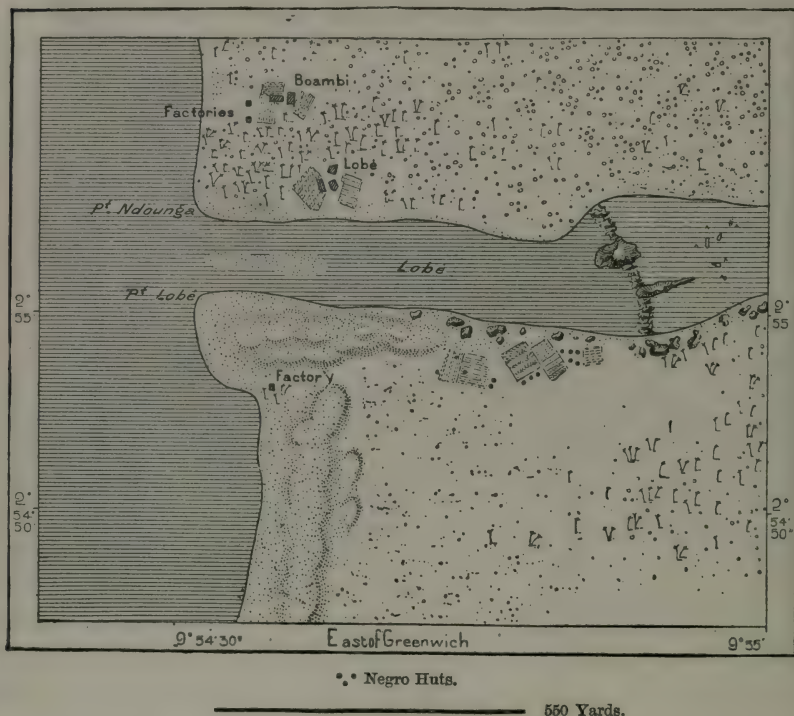 Boambi
Factories
Lobé
Pt. Ndounga
Lobé
Pt. Lobé
2°
55
2°
55
Factory
2°
54'
50"
2°
54'
50"
9°54'30"
East of Greenwich
9°55'
Negro Huts.
550 Yards.